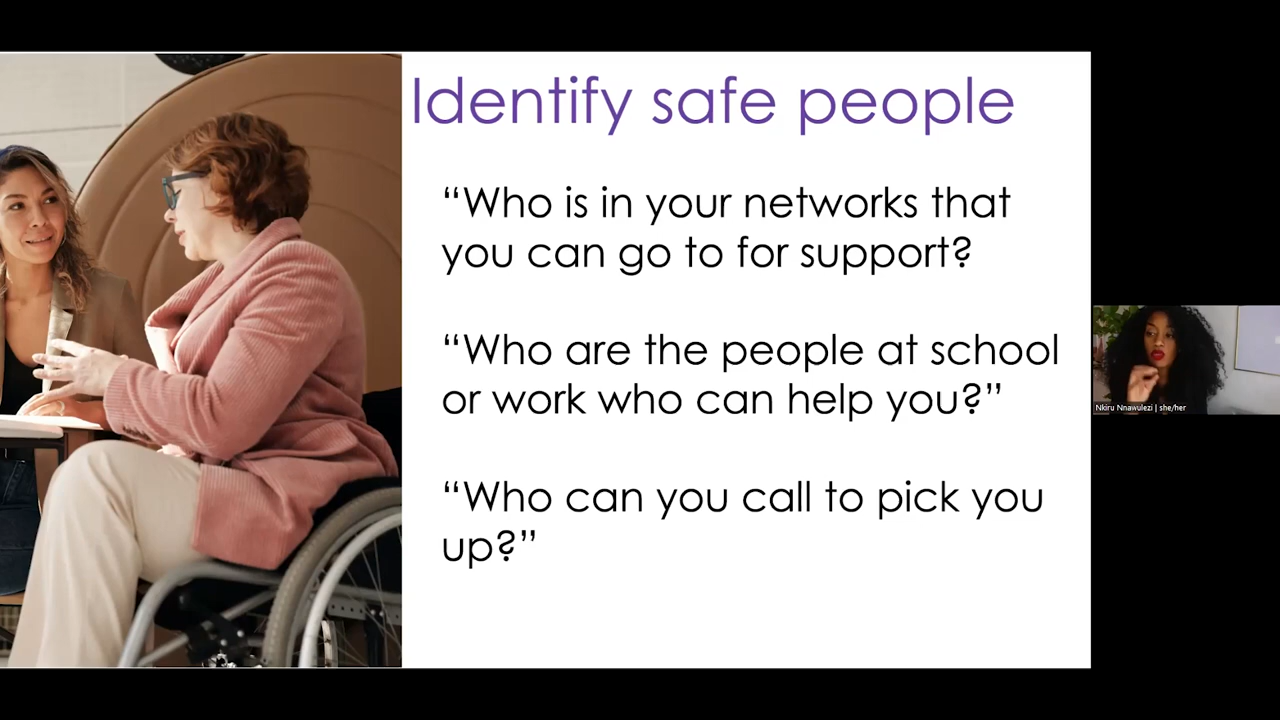 Identify safe people
“Who is in your networks that
you can go to for support?
“Who are the people at school
or work who can help you?”
“Who can you call to pick you
up?”
Nkiru Nnawulezi | she/her